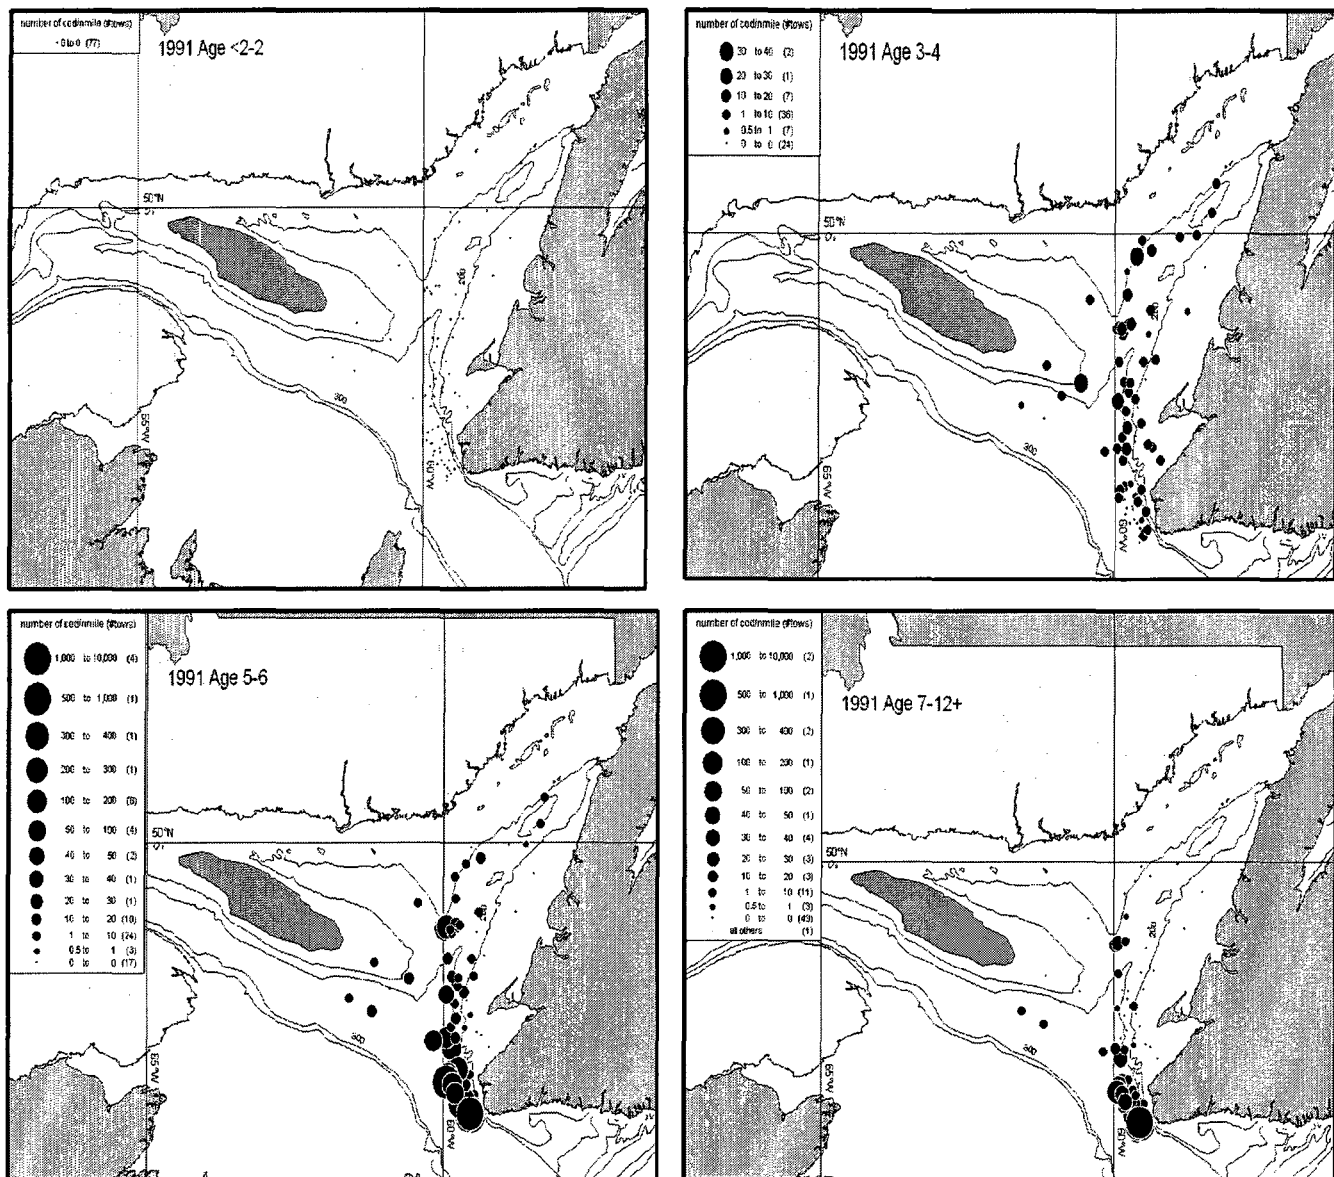 number of cod/nmile (#tows)
0 to 0 (77)
1991 Age <2-2
50°N
200
300
65°W
60°W
number of cod/nmile (#tows)
30 to 40 (2)
20 to 30 (1)
10 to 20 (7)
1 to 10 (36)
0.5 to 1 (7)
0 to 0 (24)
1991 Age 3-4
50°N
200
300
65°W
60°W
number of cod/nmile (#tows)
1,000 to 10,000 (4)
500 to 1,000 (1)
300 to 400 (1)
200 to 300 (1)
100 to 200 (6)
50 to 100 (4)
40 to 50 (2)
30 to 40 (1)
20 to 30 (1)
10 to 20 (10)
1 to 10 (24)
0.5 to 1 (3)
0 to 0 (17)
1991 Age 5-6
50°N
200
300
65°W
60°W
number of cod/nmile (#tows)
1,000 to 10,000 (2)
500 to 1,000 (1)
300 to 400 (2)
100 to 200 (1)
50 to 100 (2)
40 to 50 (1)
30 to 40 (4)
20 to 30 (3)
10 to 20 (3)
1 to 10 (11)
0.5 to 1 (3)
0 to 0 (43)
all others (1)
1991 Age 7-12+
50°N
200
300
65°W
60°W